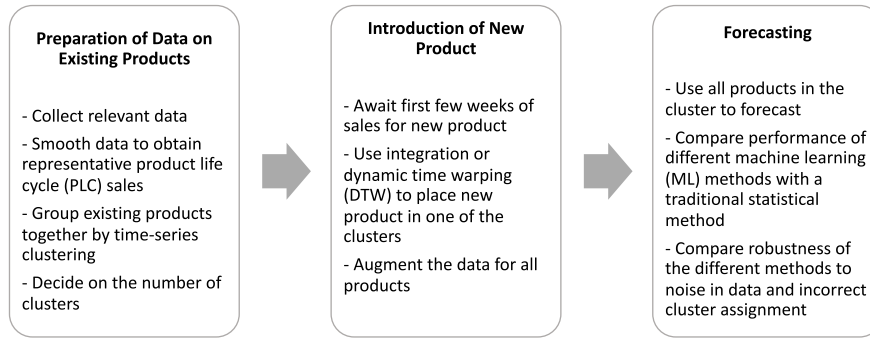 Preparation of Data on
Existing Products
- Collect relevant data
- Smooth data to obtain
representative product life
cycle (PLC) sales
- Group existing products
together by time-series
clustering
- Decide on the number of
clusters
Introduction of New
Product
- Await first few weeks of
sales for new product
- Use integration or
dynamic time warping
(DTW) to place new
product in one of the
clusters
- Augment the data for all
products
Forecasting
- Use all products in the
cluster to forecast
- Compare performance of
different machine learning
(ML) methods with a
traditional statistical
method
- Compare robustness of
the different methods to
noise in data and incorrect
cluster assignment